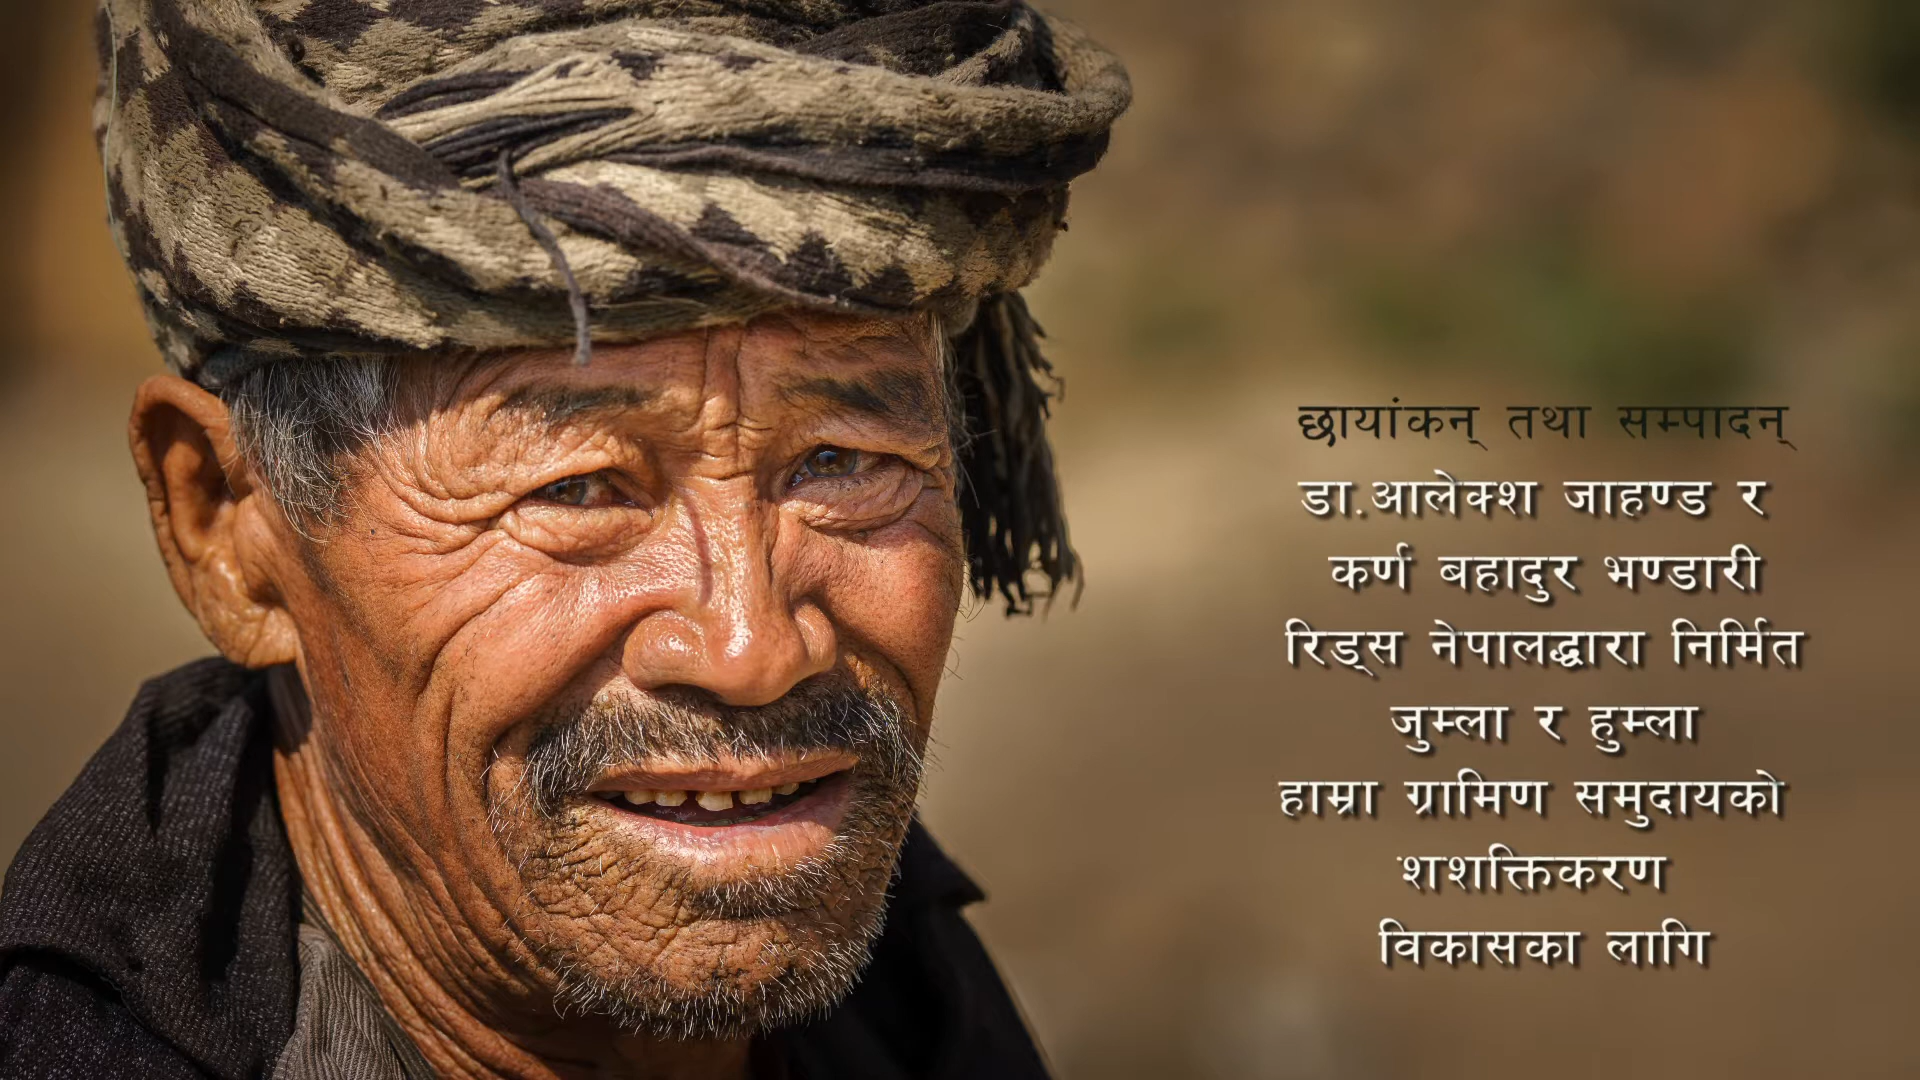 छायांकन् तथा सम्पादन्
डा.आलेक्श जाहण्ड र
कर्ण बहादुर भण्डारी
रिड्स नेपालद्धारा निर्मित
जुम्ला र हुम्ला
हाम्रा ग्रामिण समुदायको
शशक्तिकरण
विकासका लागि